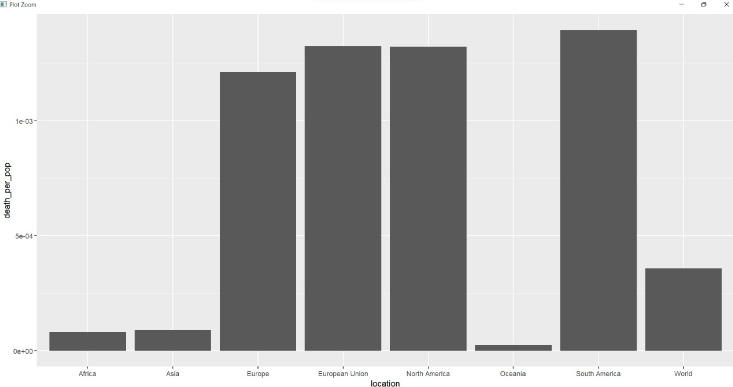 Plot Zoom
death_per_pop
1e-03
5e-04
0e+00
Africa Asia Europe European Union North America Oceania South America World
location